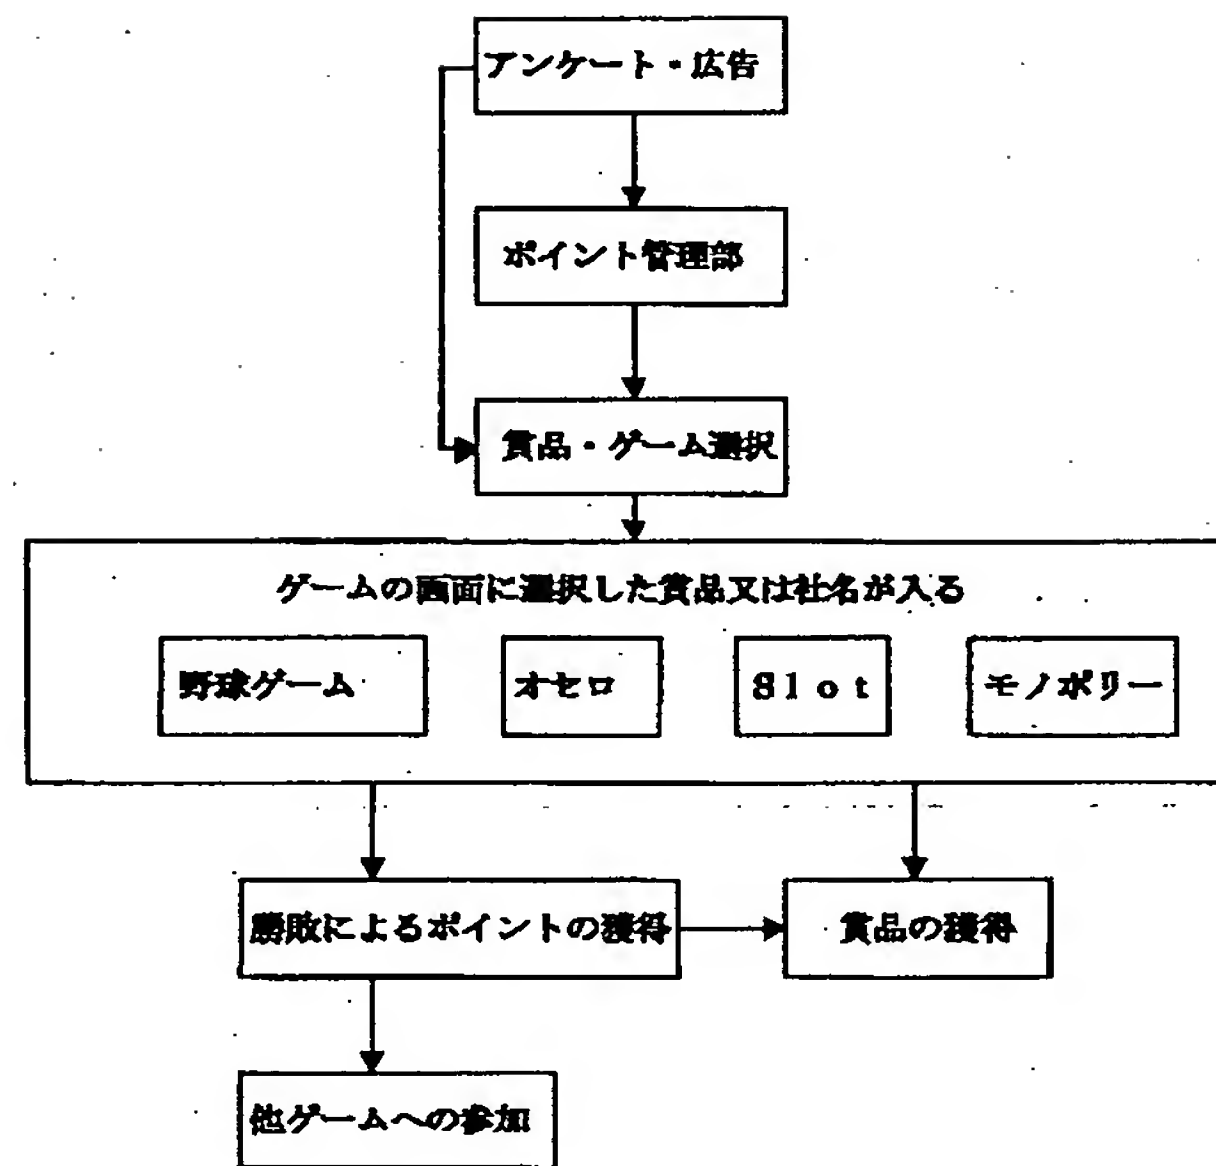 アンケート・広告
ポイント管理部
賞品・ゲーム選択
ゲームの画面に選択した賞品又は社名が入る
野球ゲーム
オセロ
Slot
モノポリー
勝敗によるポイントの獲得
賞品の獲得
他ゲームへの参加